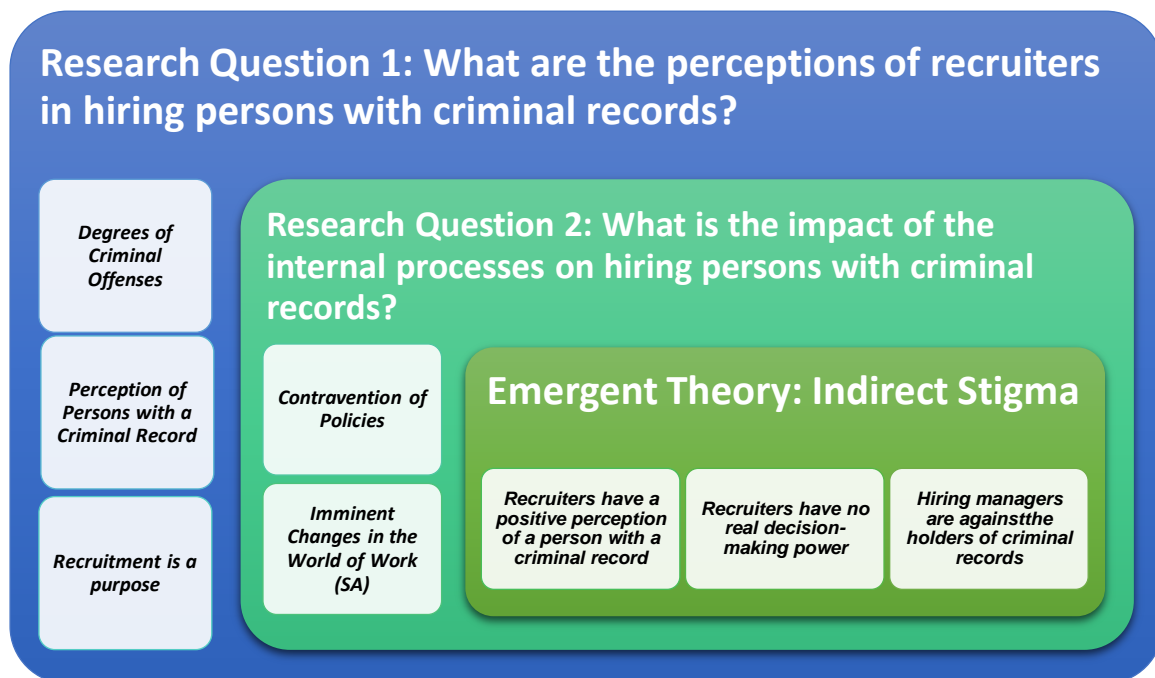 Research Question 1: What are the perceptions of recruiters
in hiring persons with criminal records?
Degrees of
Criminal
Offenses
Perception of
Persons with a
Criminal Record
Recruitment is a
purpose
Research Question 2: What is the impact of the
internal processes on hiring persons with criminal
records?
Contravention of
Policies
Imminent
Changes in the
World of Work
(SA)
Emergent Theory: Indirect Stigma
Recruiters have a
positive perception
of a person with a
criminal record
Recruiters have no
real decision-
making power
Hiring managers
are againstthe
holders of criminal
records